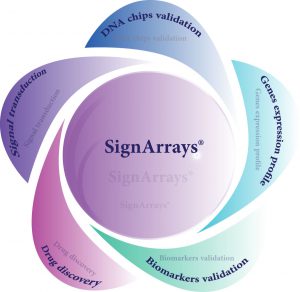 DNA chips validation
DNA chips validation
Genes expression profile
Genes expression profile
Biomarkers validation
Biomarkers validation
Drug discovery
Drug discovery
Signal transduction
Signal transduction
SignArrays®
SignArrays®
SignArrays®